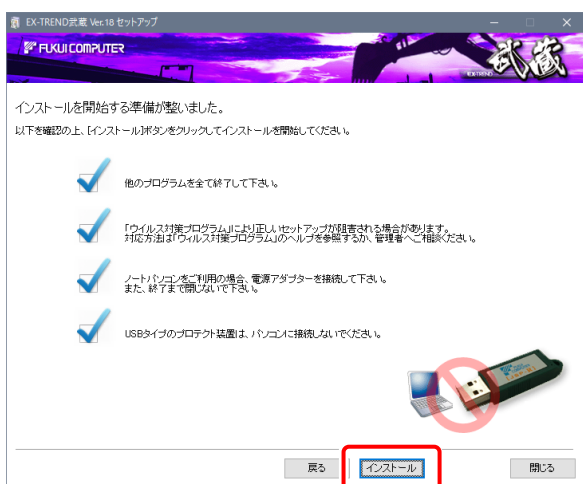 EX-TREND武蔵 Ver.18 セットアップ
FUKUI COMPUTER
EX-TREND
武蔵
インストールを開始する準備が整いました。
以下を確認の上、[インストール]ボタンをクリックしてインストールを開始してください。
他のプログラムを全て終了して下さい。
「ウイルス対策プログラム」により正しいセットアップが阻害される場合があります。
対応方法は「ウィルス対策プログラム」のヘルプを参照するか、管理者へご相談ください。
ノートパソコンをご利用の場合、電源アダプターを接続して下さい。
また、終了まで閉じないで下さい。
USBタイプのプロテクト装置は、パソコンに接続しないでください。
戻る
インストール
閉じる